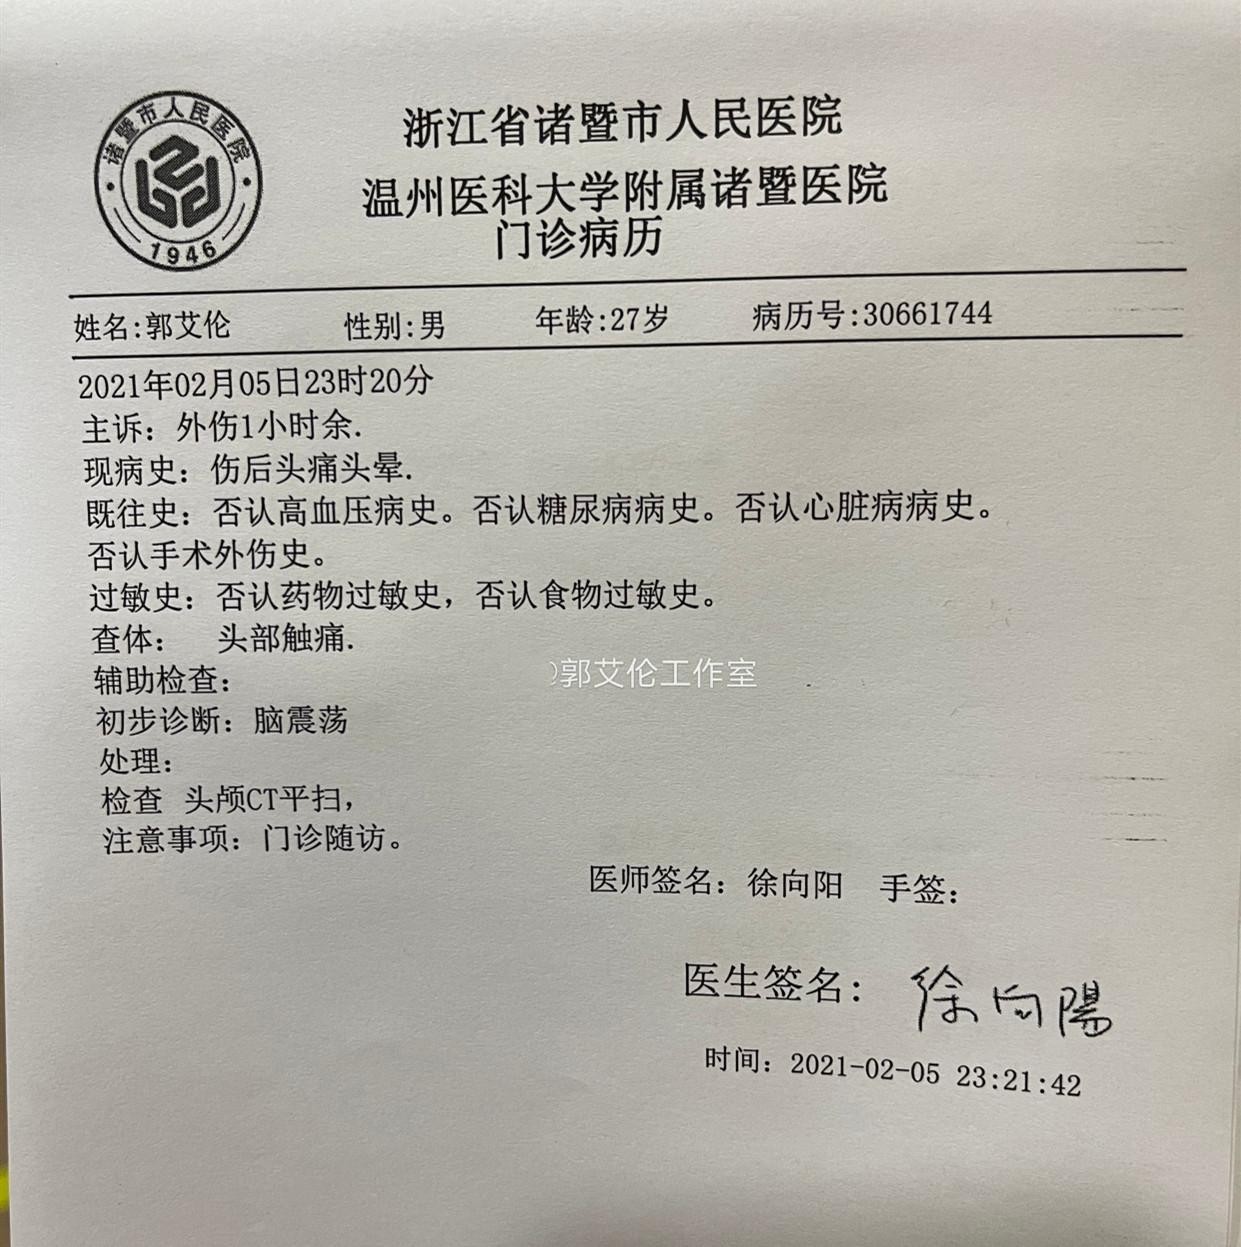 诸暨市人民医院
1946
浙江省诸暨市人民医院
温州医科大学附属诸暨医院
门诊病历
姓名:郭艾伦 性别:男 年龄:27岁 病历号:30661744
2021年02月05日23时20分
主诉：外伤1小时余.
现病史：伤后头痛头晕.
既往史：否认高血压病史。否认糖尿病病史。否认心脏病病史。
否认手术外伤史。
过敏史：否认药物过敏史，否认食物过敏史。
查体： 头部触痛.
辅助检查：
郭艾伦工作室
初步诊断：脑震荡
处理：
检查 头颅CT平扫，
注意事项：门诊随访。
医师签名：徐向阳 手签：
医生签名：徐向陽
时间：2021-02-05 23:21:42